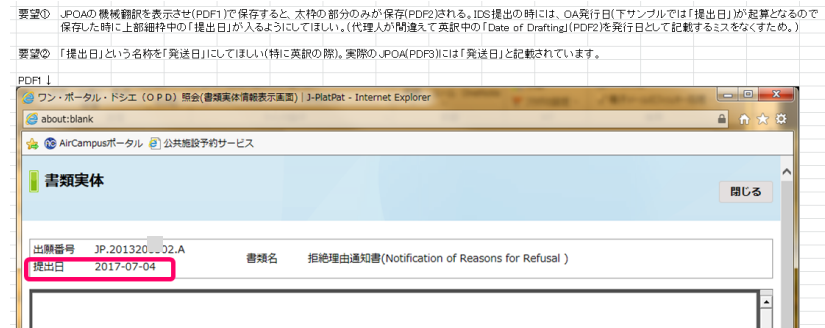 要望① JPOAの機械翻訳を表示させ(PDF1)で保存すると、太枠の部分のみが保存(PDF2)される。IDS提出の時には、OA発行日(下サンプルでは「提出日」)が起算となるので
保存した時に上部細枠中の「提出日」が入るようにしてほしい。(代理人が間違えて英訳中の「Date of Drafting」(PDF2)を発行日として記載するミスをなくすため。)
要望② 「提出日」という名称を「発送日」にしてほしい(特に英訳の際)。実際のJPOA(PDF3)には「発送日」と記載されています。
PDF1 ↓
ワン・ポータル・ドシエ(OPD)照会(書類実体情報表示画面) | J-PlatPat - Internet Explorer
about:blank
AirCampusポータル 公共施設予約サービス
書類実体
閉じる
出願番号 JP.201320 02.A
書類名 拒絶理由通知書(Notification of Reasons for Refusal )
提出日 2017-07-04